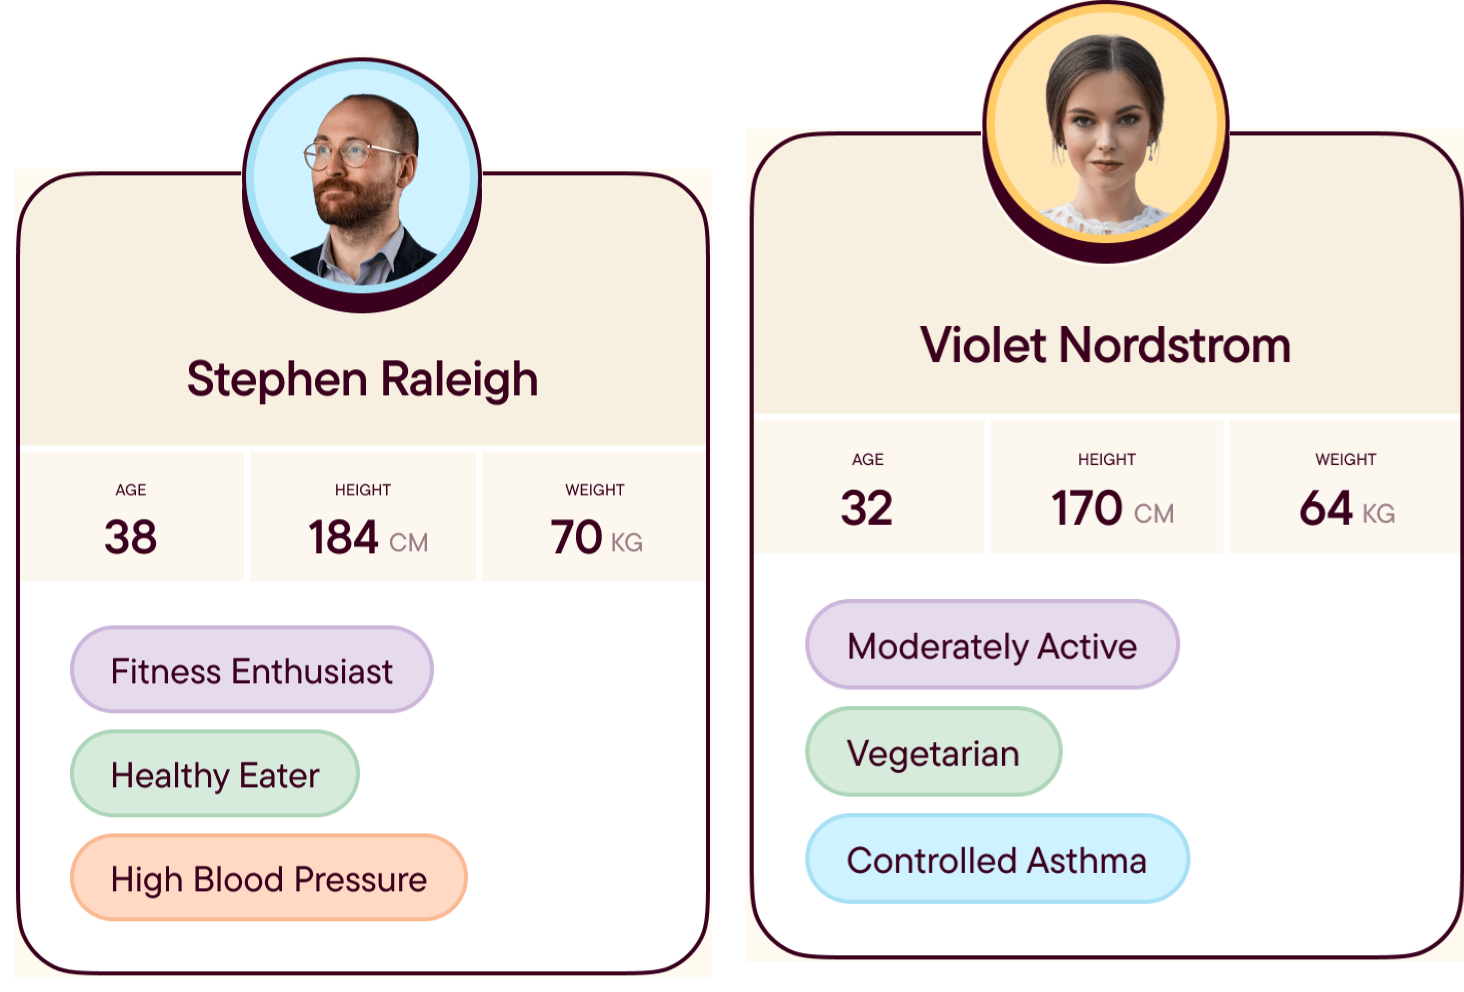 Stephen Raleigh
AGE
38
HEIGHT
184 CM
WEIGHT
70 KG
Fitness Enthusiast
Healthy Eater
High Blood Pressure
Violet Nordstrom
AGE
32
HEIGHT
170 CM
WEIGHT
64 KG
Moderately Active
Vegetarian
Controlled Asthma